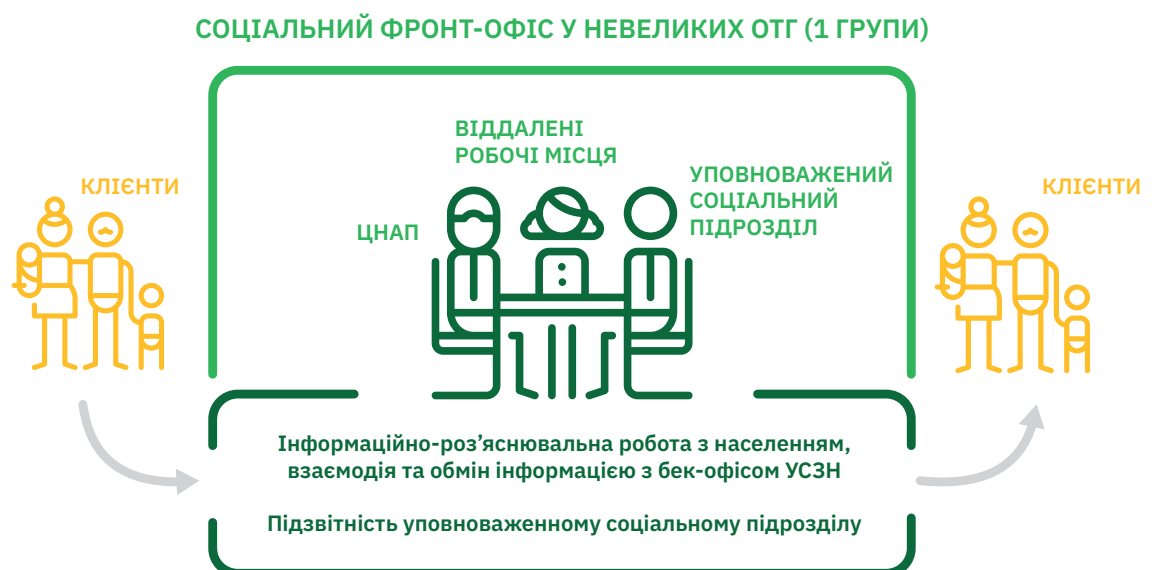 СОЦІАЛЬНИЙ ФРОНТ-ОФІС У НЕВЕЛИКИХ ОТГ (1 ГРУПИ)
КЛІЄНТИ
ЦНАП
ВІДДАЛЕНІ
РОБОЧІ МІСЦЯ
УПОВНОВАЖЕНИЙ
СОЦІАЛЬНИЙ
ПІДРОЗДІЛ
КЛІЄНТИ
Інформаційно-роз’яснювальна робота з населенням,
взаємодія та обмін інформацією з бек-офісом УСЗН
Підзвітність уповноваженному соціальному підрозділу